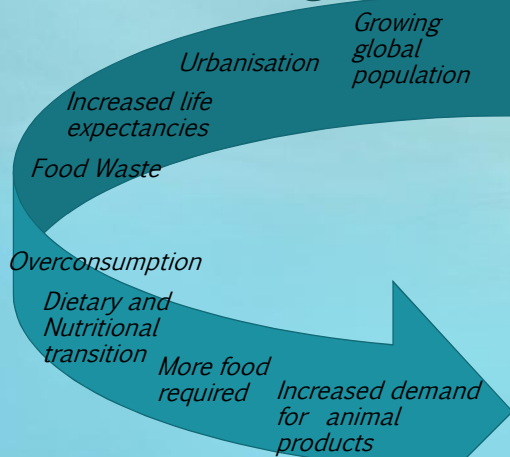 Growing
global
population
Urbanisation
Increased life
expectancies
Food Waste
Overconsumption
Dietary and
Nutritional
transition
More food
required
Increased demand
for animal
products